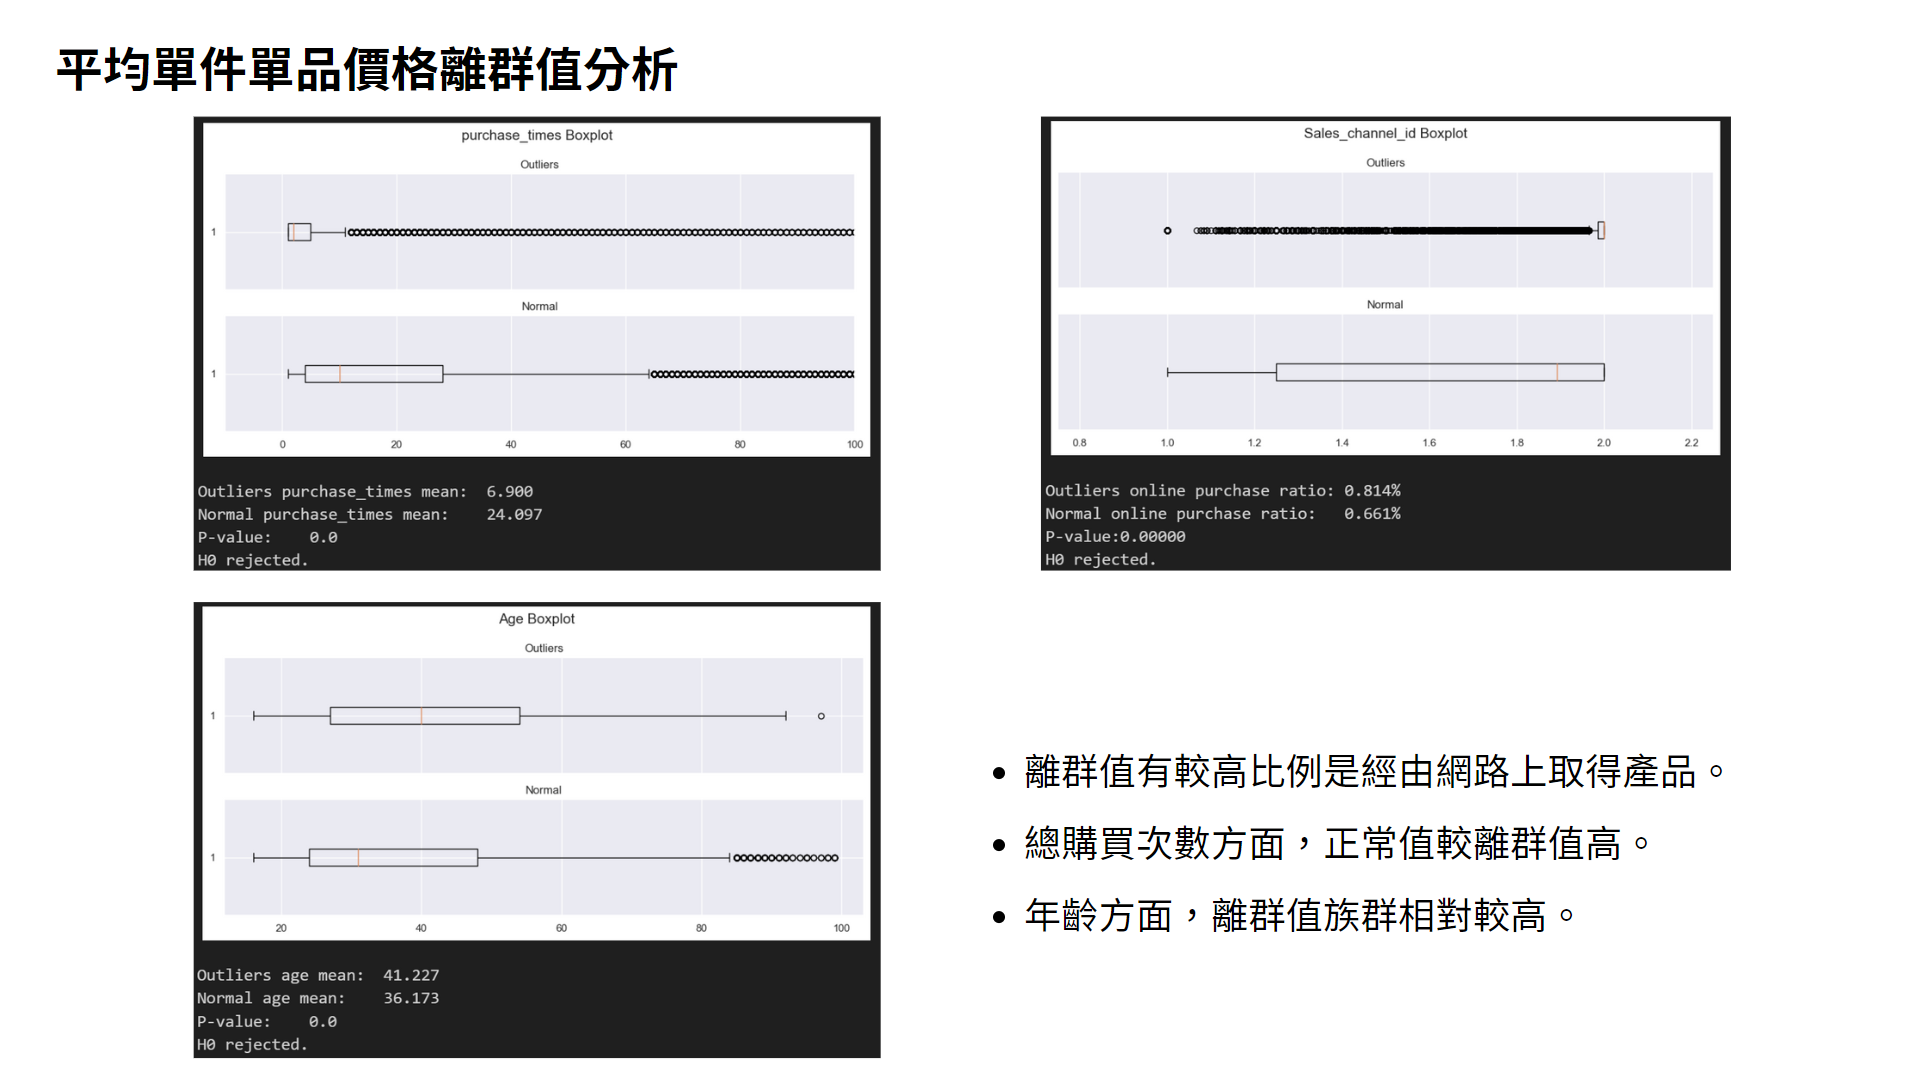 平均單件單品價格離群值分析
purchase_times Boxplot
Outliers
1
Normal
1
0 20 40 60 80 100
Outliers purchase_times mean: 6.900
Normal purchase_times mean: 24.097
P-value: 0.0
H0 rejected.
Sales_channel_id Boxplot
Outliers
Normal
0.8 1.0 1.2 1.4 1.6 1.8 2.0 2.2
Outliers online purchase ratio: 0.814%
Normal online purchase ratio: 0.661%
P-value:0.00000
H0 rejected.
Age Boxplot
Outliers
1
Normal
1
20 40 60 80 100
Outliers age mean: 41.227
Normal age mean: 36.173
P-value: 0.0
H0 rejected.
• 離群值有較高比例是經由網路上取得產品。
• 總購買次數方面，正常值較離群值高。
• 年齡方面，離群值族群相對較高。